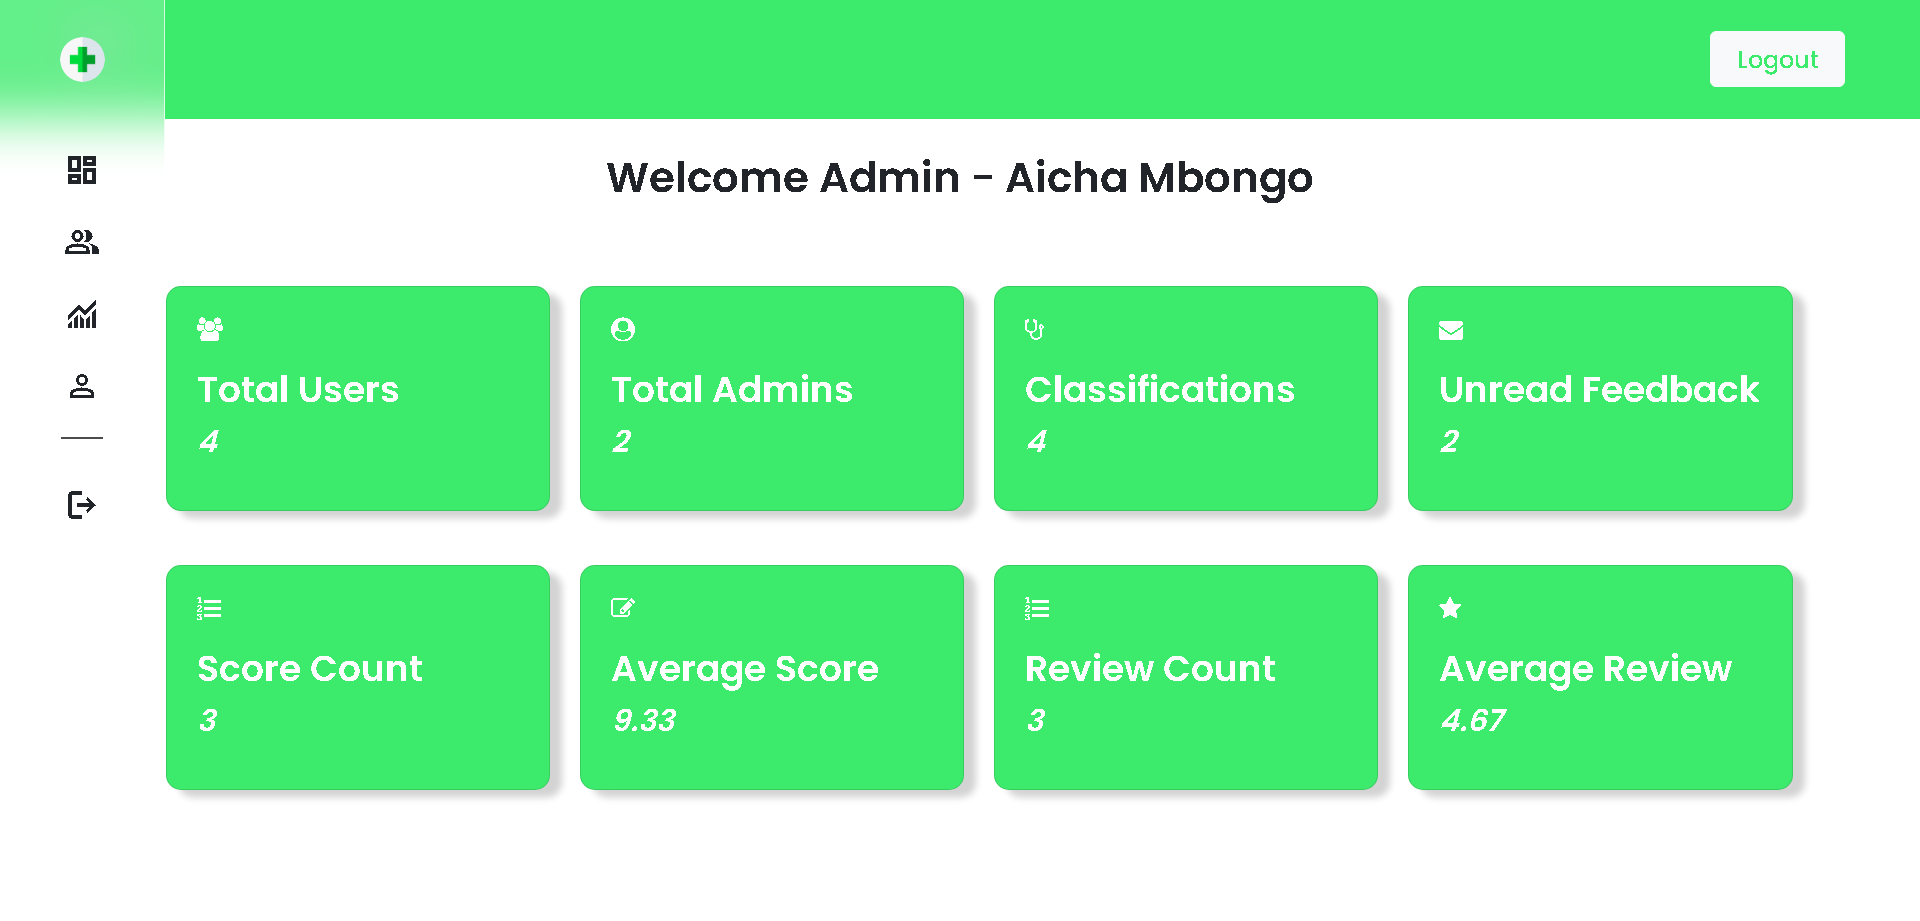 Logout
Welcome Admin - Aicha Mbongo
Total Users
4
Total Admins
2
Classifications
4
Unread Feedback
2
Score Count
3
Average Score
9.33
Review Count
3
Average Review
4.67